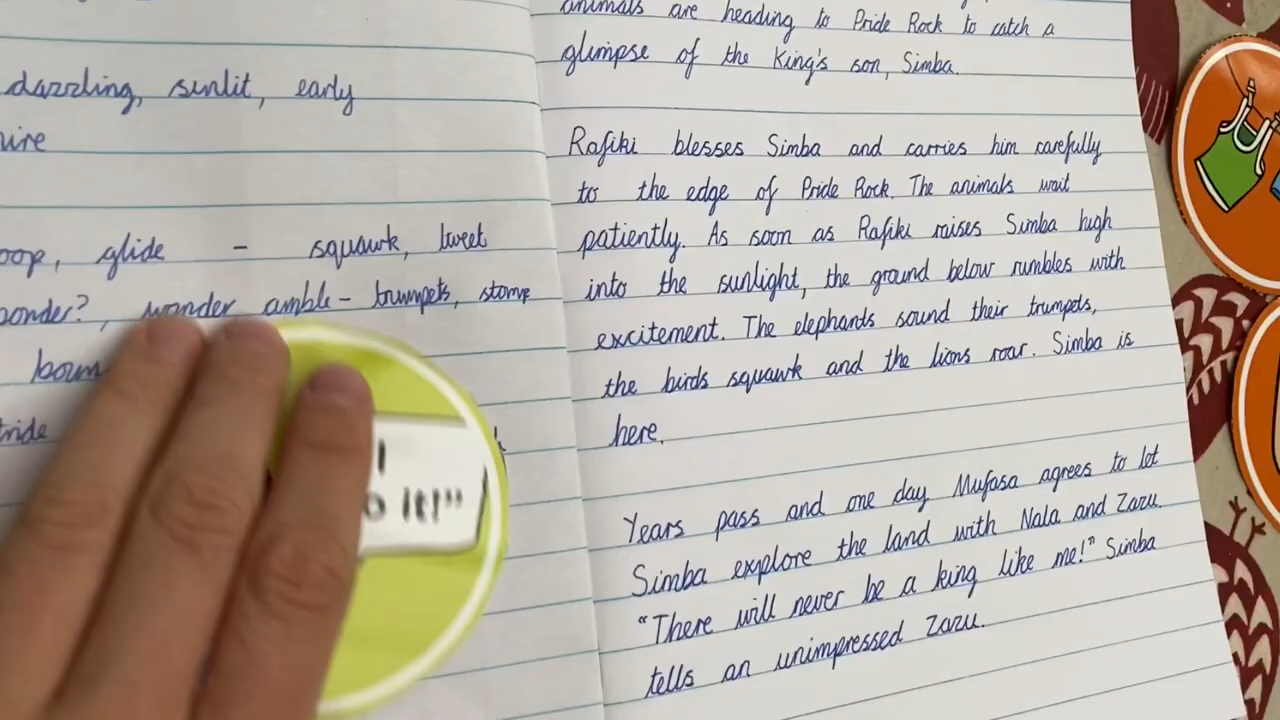 dazzling, sunlit, early
glide - squawk, tweet
wonder amble - trumpets, stomp
it!"
animals are heading to Pride Rock to catch a
glimpse of the King's son, Simba.
Rafiki blesses Simba and carries him carefully
to the edge of Pride Rock. The animals wait
patiently. As soon as Rafiki raises Simba high
into the sunlight, the ground below rumbles with
excitement. The elephants sound their trumpets,
the birds squawk and the lions roar. Simba is
here.
Years pass and one day Mufasa agrees to let
Simba explore the land with Nala and Zazu.
"There will never be a king like me!" Simba
tells an unimpressed Zazu.